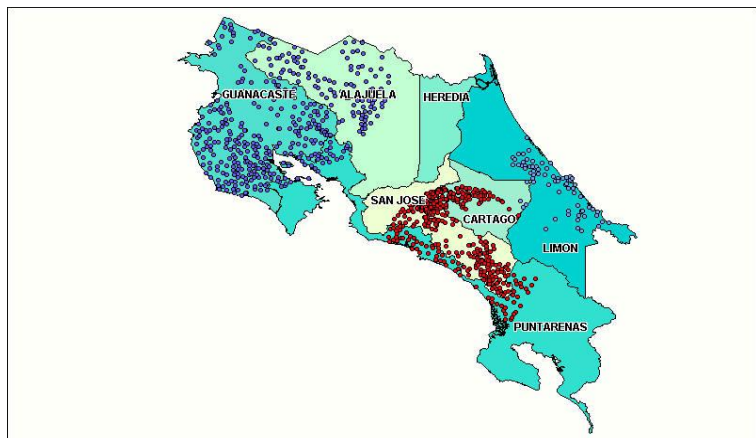 GUANACASTE
ALAJUELA
HEREDIA
SAN JOSE
CARTAGO
LIMON
PUNTARENAS